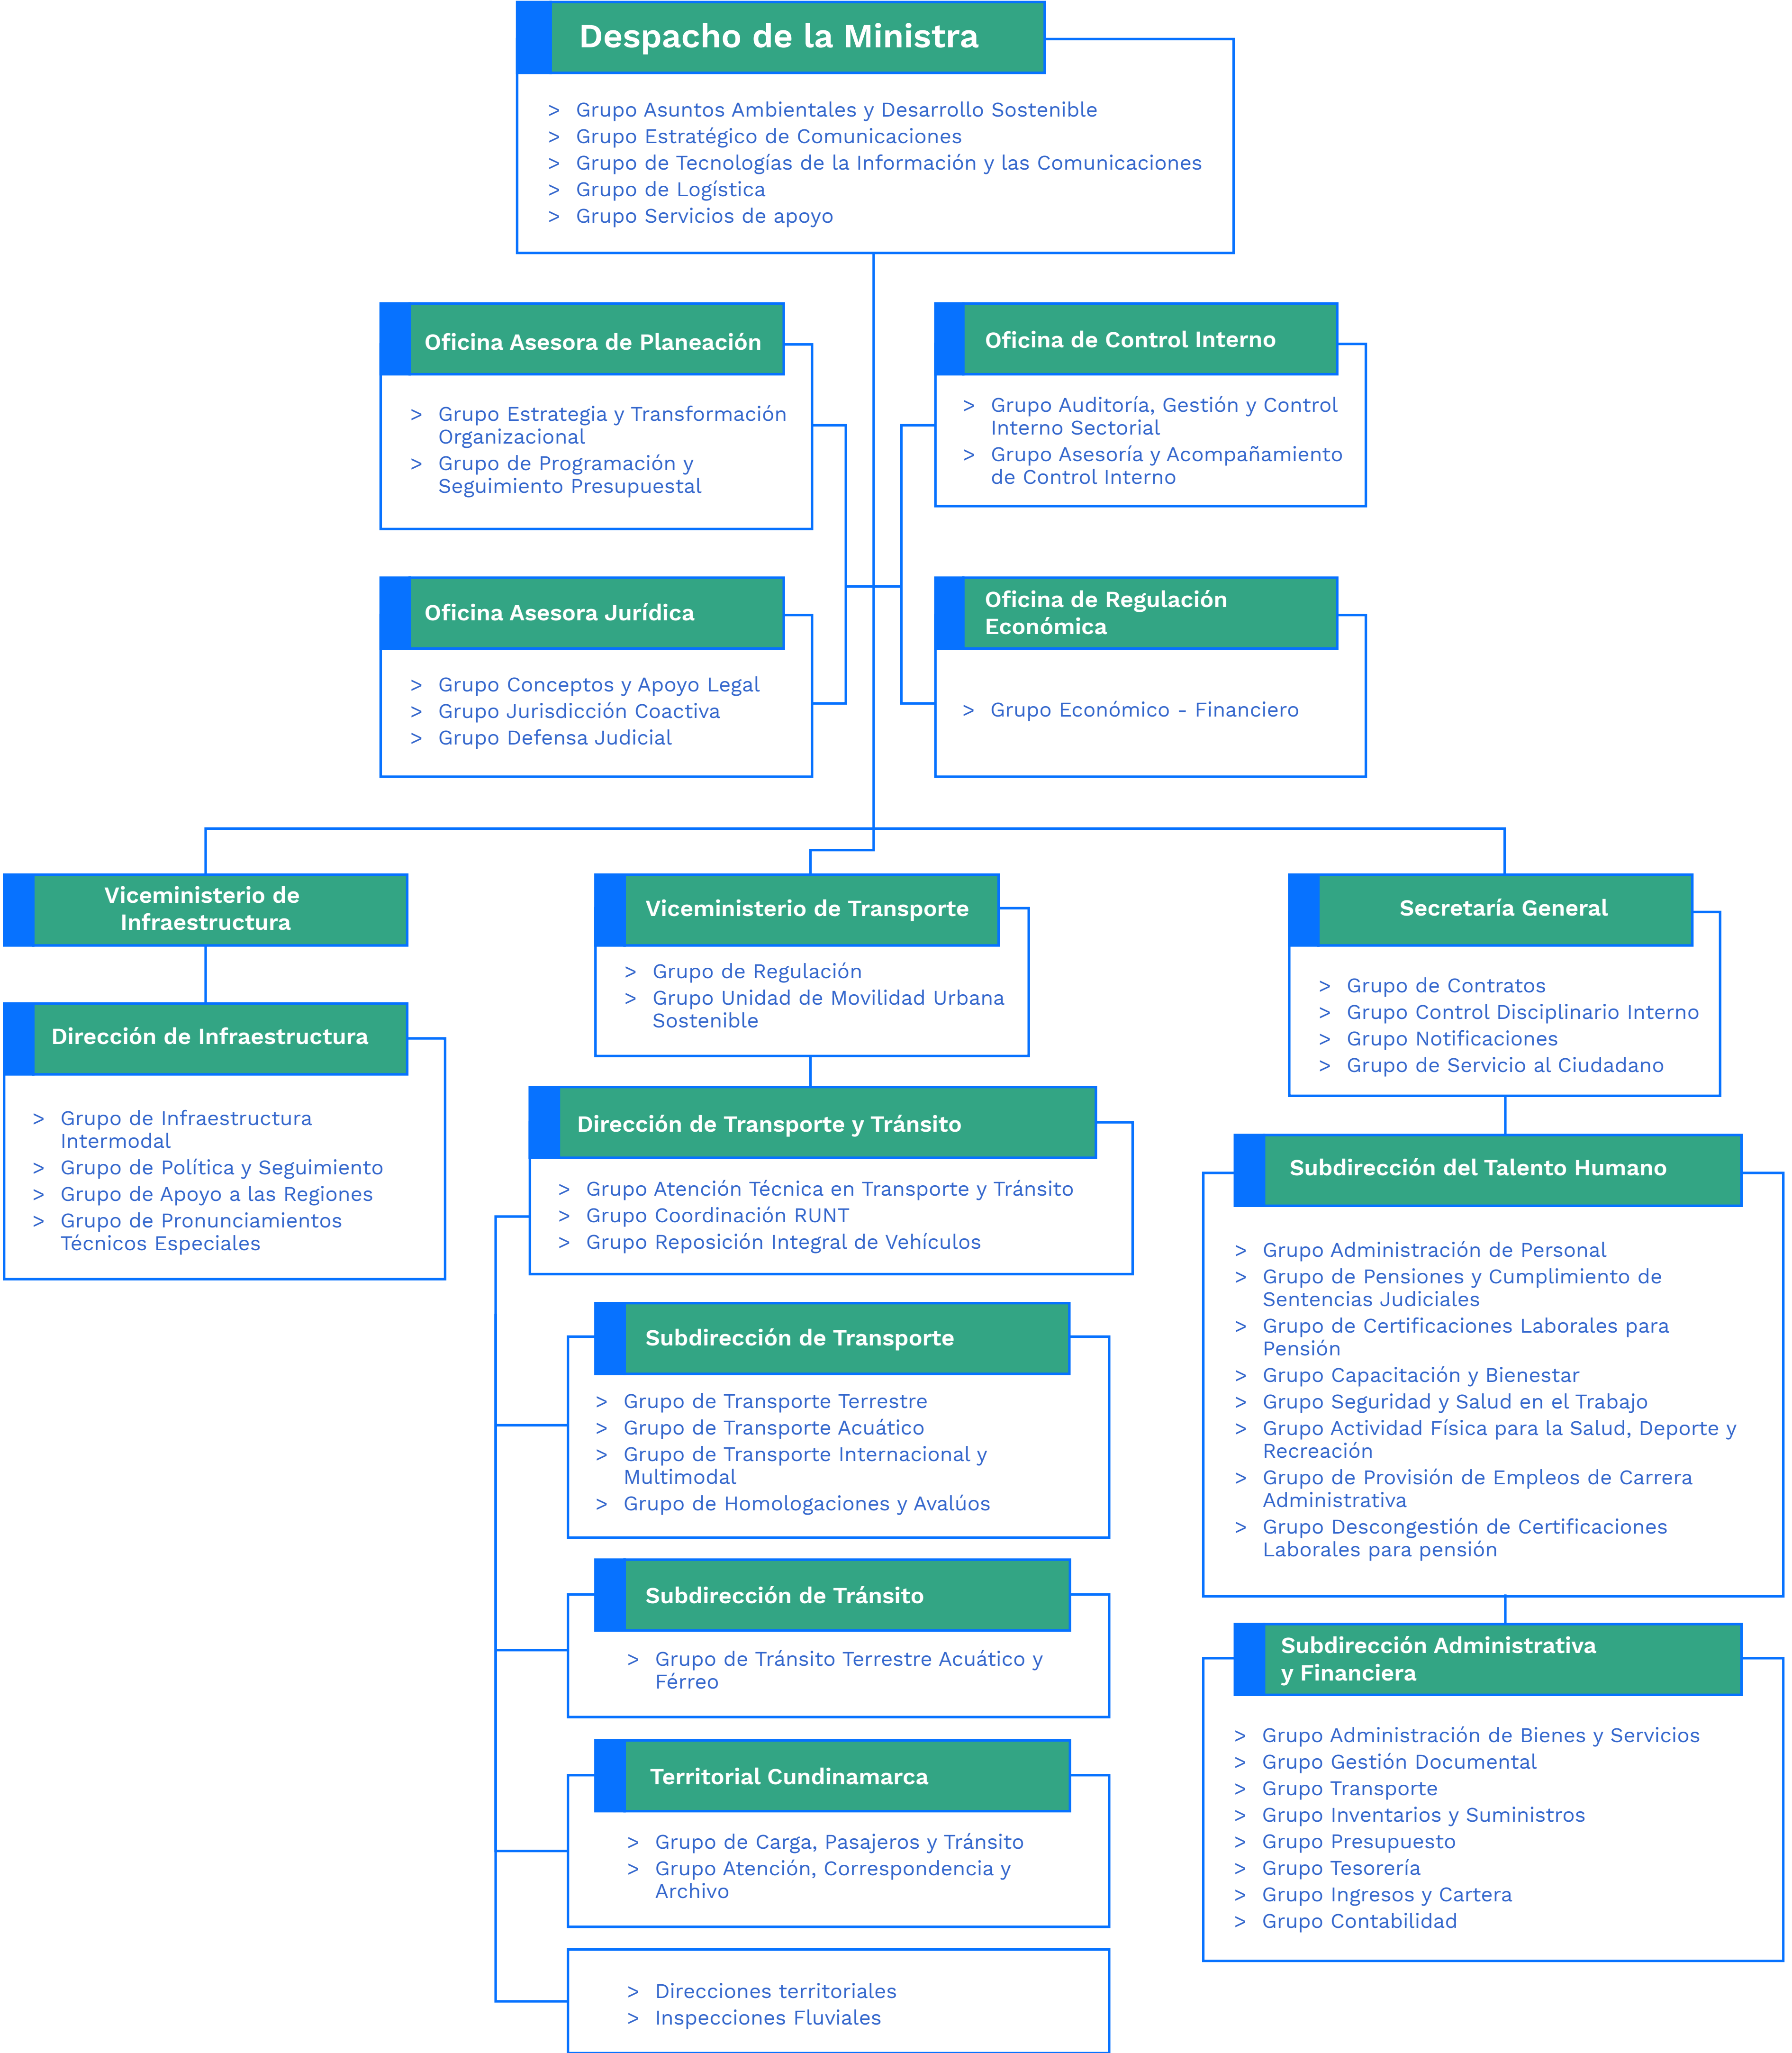 Despacho de la Ministra
> Grupo Asuntos Ambientales y Desarrollo Sostenible
> Grupo Estratégico de Comunicaciones
> Grupo de Tecnologías de la Información y las Comunicaciones
> Grupo de Logística
> Grupo Servicios de apoyo
Oficina Asesora de Planeación
> Grupo Estrategia y Transformación
Organizacional
> Grupo de Programación y
Seguimiento Presupuestal
Oficina de Control Interno
> Grupo Auditoría, Gestión y Control
Interno Sectorial
> Grupo Asesoría y Acompañamiento
de Control Interno
Oficina Asesora Jurídica
> Grupo Conceptos y Apoyo Legal
> Grupo Jurisdicción Coactiva
> Grupo Defensa Judicial
Oficina de Regulación
Económica
> Grupo Económico - Financiero
Viceministerio de
Infraestructura
Dirección de Infraestructura
> Grupo de Infraestructura
Intermodal
> Grupo de Política y Seguimiento
> Grupo de Apoyo a las Regiones
> Grupo de Pronunciamientos
Técnicos Especiales
Viceministerio de Transporte
> Grupo de Regulación
> Grupo Unidad de Movilidad Urbana
Sostenible
Dirección de Transporte y Tránsito
> Grupo Atención Técnica en Transporte y Tránsito
> Grupo Coordinación RUNT
> Grupo Reposición Integral de Vehículos
Subdirección de Transporte
> Grupo de Transporte Terrestre
> Grupo de Transporte Acuático
> Grupo de Transporte Internacional y
Multimodal
> Grupo de Homologaciones y Avalúos
Subdirección de Tránsito
> Grupo de Tránsito Terrestre Acuático y
Férreo
Territorial Cundinamarca
> Grupo de Carga, Pasajeros y Tránsito
> Grupo Atención, Correspondencia y
Archivo
> Direcciones territoriales
> Inspecciones Fluviales
Secretaría General
> Grupo de Contratos
> Grupo Control Disciplinario Interno
> Grupo Notificaciones
> Grupo de Servicio al Ciudadano
Subdirección del Talento Humano
> Grupo Administración de Personal
> Grupo de Pensiones y Cumplimiento de
Sentencias Judiciales
> Grupo de Certificaciones Laborales para
Pensión
> Grupo Capacitación y Bienestar
> Grupo Seguridad y Salud en el Trabajo
> Grupo Actividad Física para la Salud, Deporte y
Recreación
> Grupo de Provisión de Empleos de Carrera
Administrativa
> Grupo Descongestión de Certificaciones
Laborales para pensión
Subdirección Administrativa
y Financiera
> Grupo Administración de Bienes y Servicios
> Grupo Gestión Documental
> Grupo Transporte
> Grupo Inventarios y Suministros
> Grupo Presupuesto
> Grupo Tesorería
> Grupo Ingresos y Cartera
> Grupo Contabilidad